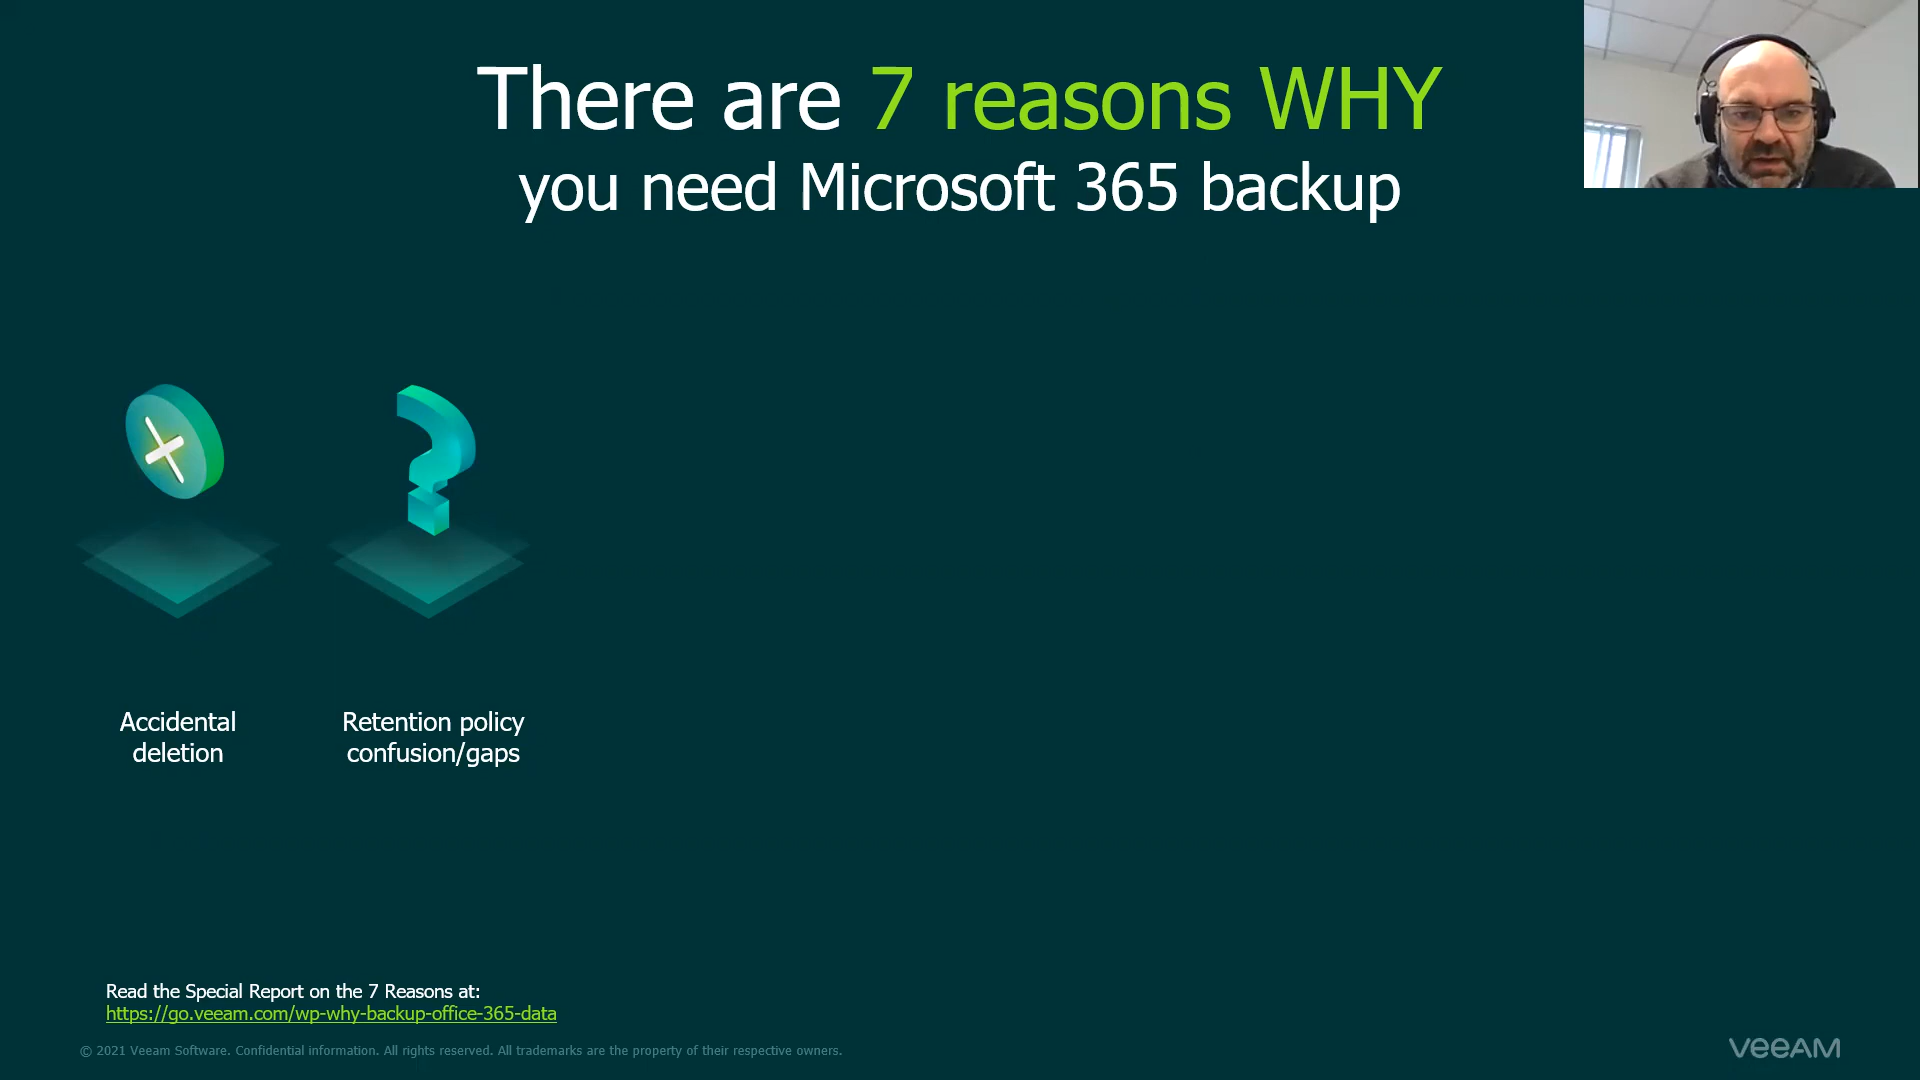 There are 7 reasons WHY
you need Microsoft 365 backup
Accidental
deletion
Retention policy
confusion/gaps
Read the Special Report on the 7 Reasons at:
https://go.veeam.com/wp-why-backup-office-365-data
© 2021 Veeam Software. Confidential information. All rights reserved. All trademarks are the property of their respective owners.
veeAM